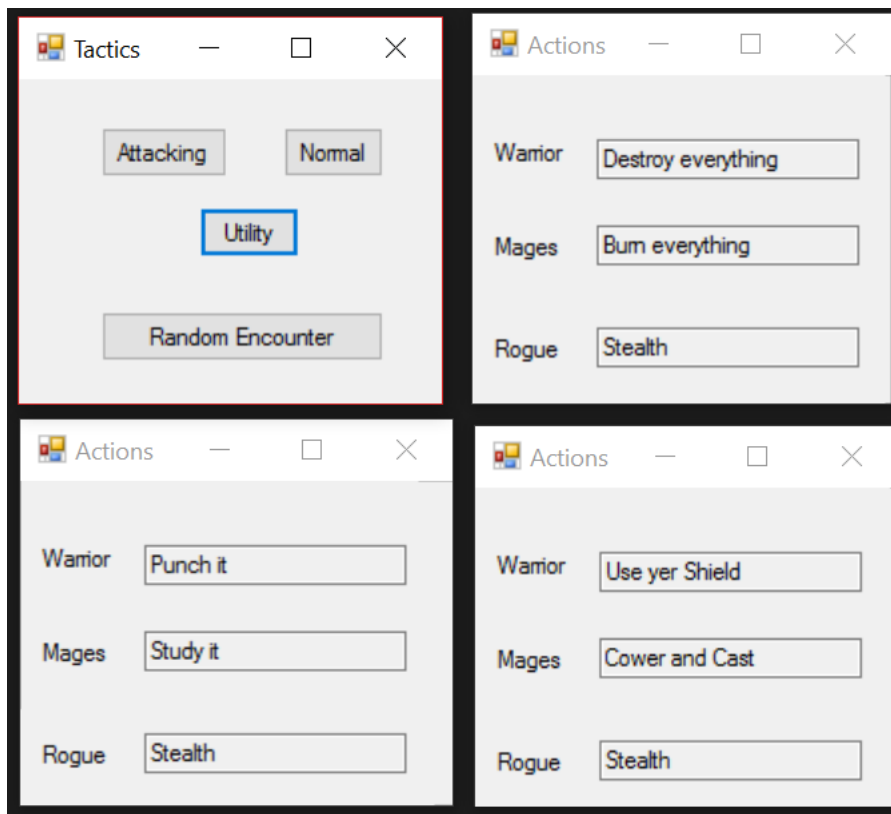 Tactics
Attacking
Normal
Utility
Random Encounter
Actions
Warrior
Destroy everything
Mages
Burn everything
Rogue
Stealth
Actions
Warrior
Punch it
Mages
Study it
Rogue
Stealth
Actions
Warrior
Use yer Shield
Mages
Cower and Cast
Rogue
Stealth